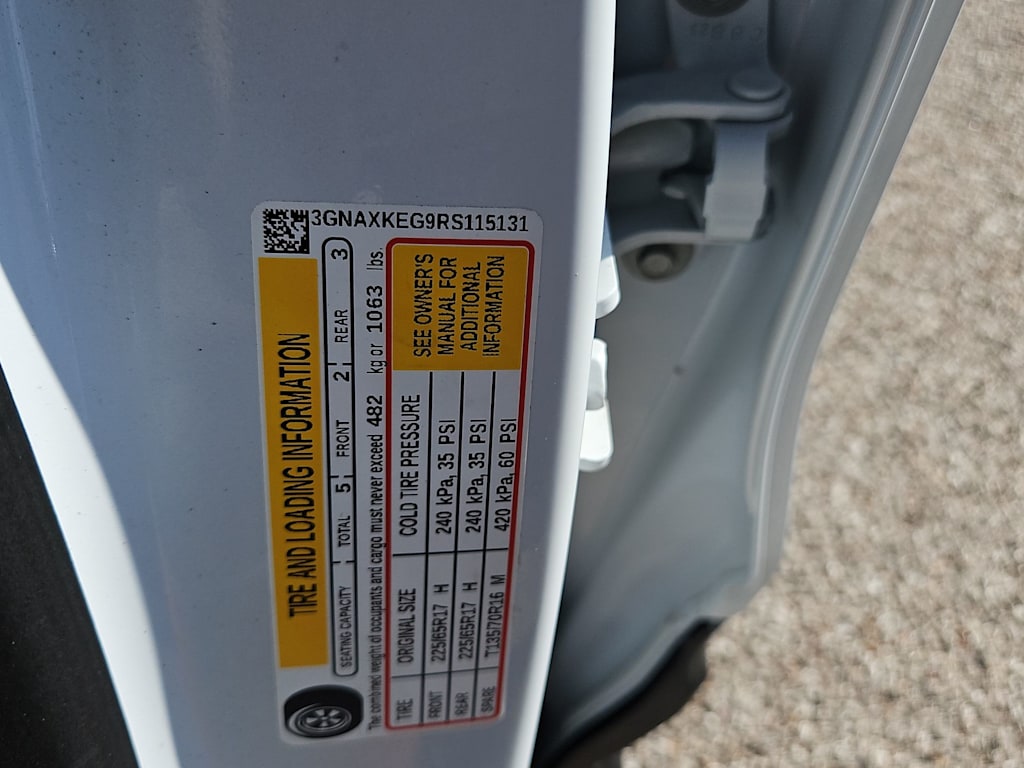 3GNAXKEG9RS115131
TIRE AND LOADING INFORMATION
SEATING CAPACITY TOTAL 5 FRONT 2 REAR 3
The combined weight of occupants and cargo must never exceed 482 kg or 1063 lbs.
TIRE ORIGINAL SIZE COLD TIRE PRESSURE
FRONT 225/65R17 H 240 kPa, 35 PSI
REAR 225/65R17 H 240 kPa, 35 PSI
SPARE T135/70R16 M 420 kPa, 60 PSI
SEE OWNER'S
MANUAL FOR
ADDITIONAL
INFORMATION